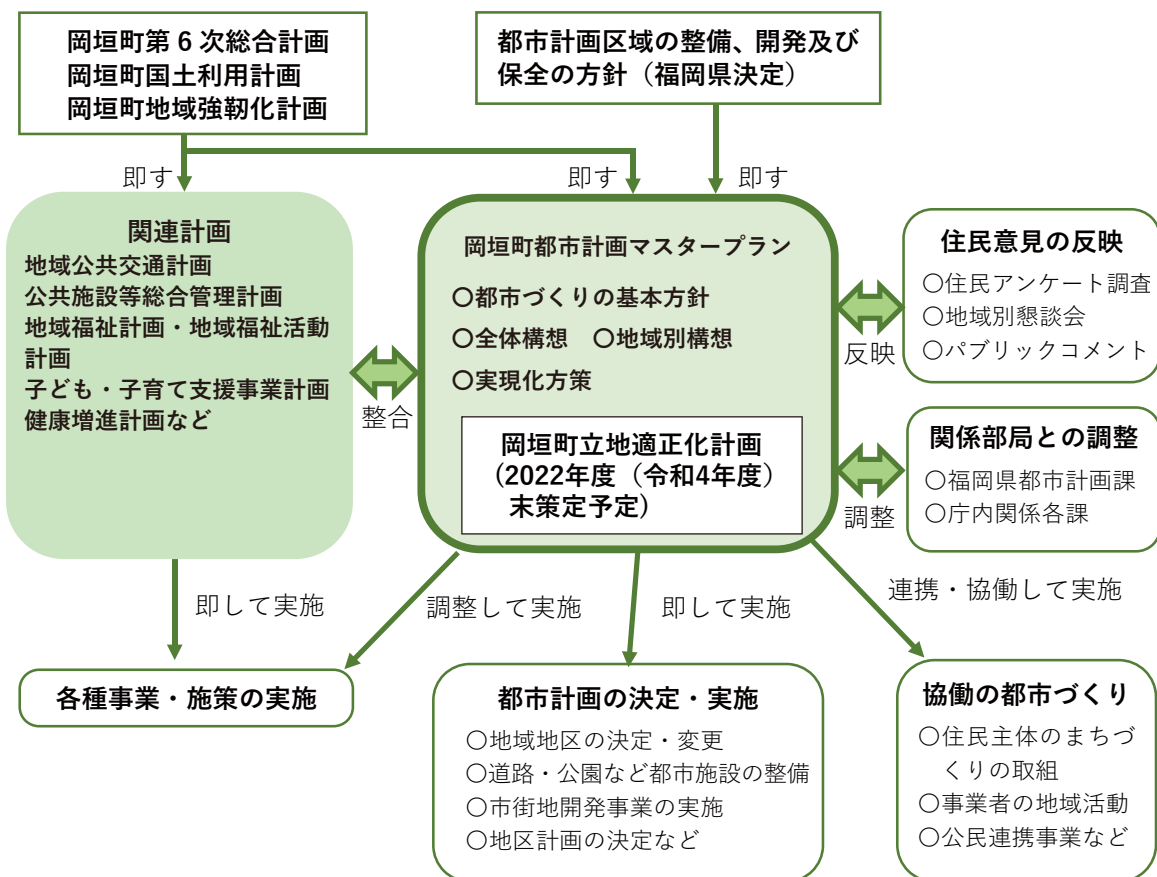 岡垣町第６次総合計画
岡垣町国土利用計画
岡垣町地域強靭化計画
都市計画区域の整備、開発及び
保全の方針（福岡県決定）
即す
即す
即す
関連計画
地域公共交通計画
公共施設等総合管理計画
地域福祉計画・地域福祉活動
計画
子ども・子育て支援事業計画
健康増進計画など
整合
岡垣町都市計画マスタープラン
〇都市づくりの基本方針
〇全体構想　〇地域別構想
〇実現化方策
岡垣町立地適正化計画
(2022年度（令和4年度）
末策定予定)
反映
住民意見の反映
〇住民アンケート調査
〇地域別懇談会
〇パブリックコメント
調整
関係部局との調整
〇福岡県都市計画課
〇庁内関係各課
即して実施
調整して実施
即して実施
連携・協働して実施
各種事業・施策の実施
都市計画の決定・実施
〇地域地区の決定・変更
〇道路・公園など都市施設の整備
〇市街地開発事業の実施
〇地区計画の決定など
協働の都市づくり
〇住民主体のまちづ
くりの取組
〇事業者の地域活動
〇公民連携事業など